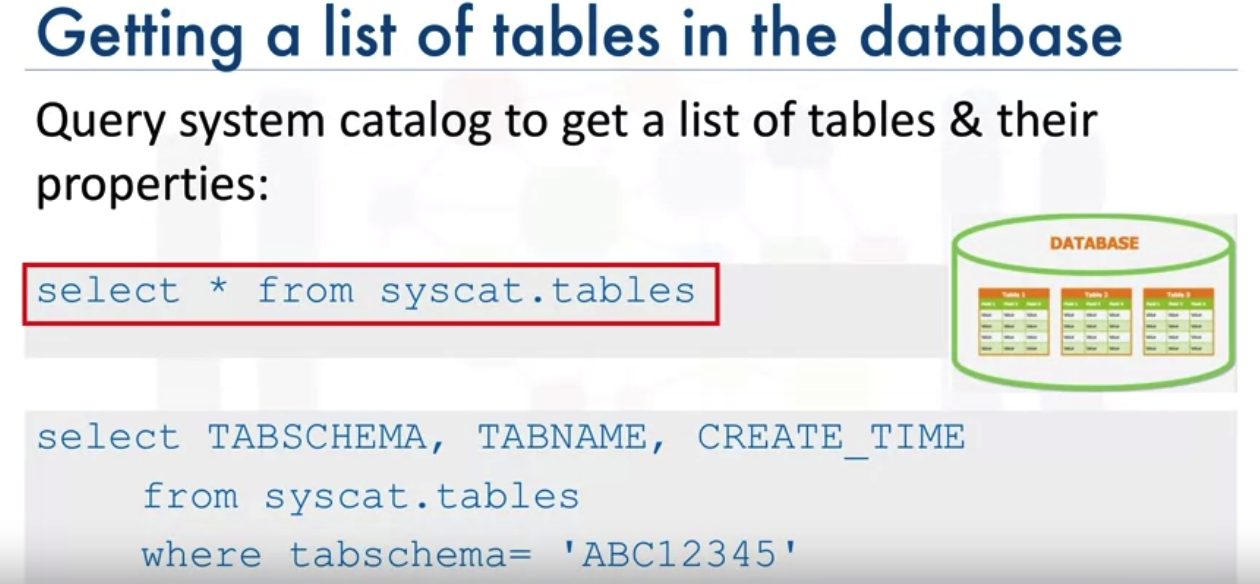 Getting a list of tables in the database
Query system catalog to get a list of tables & their
properties:
select * from syscat.tables
DATABASE
Table 1 Table 2 Table 3
select TABSCHEMA, TABNAME, CREATE_TIME
from syscat.tables
where tabschema= 'ABC12345'